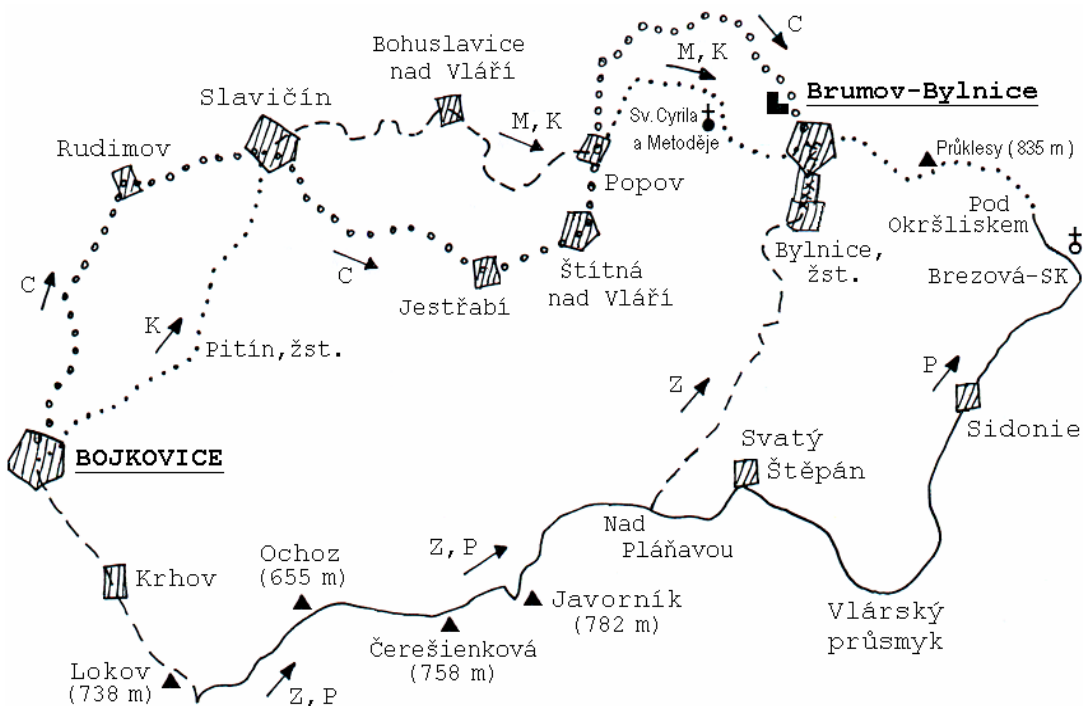 C
Bohuslavice
nad Vláří
M, K
Slavičín
Brumov-Bylnice
Sv. Cyrila
a Metoděje
Rudimov
M, K
Průklesy (835 m)
Popov
Pod
Okršliskem
Bylnice,
žst.
Štítná
nad Vláří
C
Jestřabí
Brezová-SK
C
K
Pitín, žst.
Z
P
Sidonie
BOJKOVICE
Svatý
Štěpán
Nad
Pláňavou
Z, P
Ochoz
(655 m)
Krhov
Javorník
(782 m)
Vlárský
průsmyk
Čerešienková
(758 m)
Lokov
(738 m)
Z, P